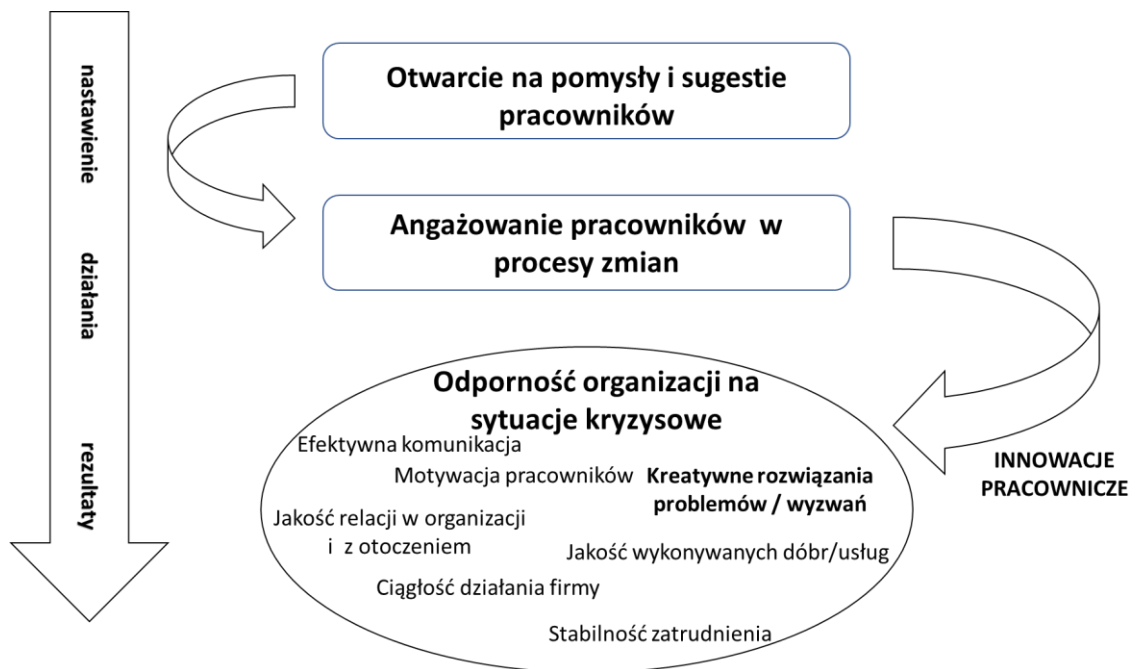 nastawienie
działania
rezultaty
Otwarcie na pomysły i sugestie
pracowników
Angażowanie pracowników w
procesy zmian
Odporność organizacji na
sytuacje kryzysowe
Efektywna komunikacja
Motywacja pracowników
Kreatywne rozwiązania
problemów / wyzwań
Jakość relacji w organizacji
i z otoczeniem
Jakość wykonywanych dóbr/usług
Ciągłość działania firmy
Stabilność zatrudnienia
INNOWACJE
PRACOWNICZE